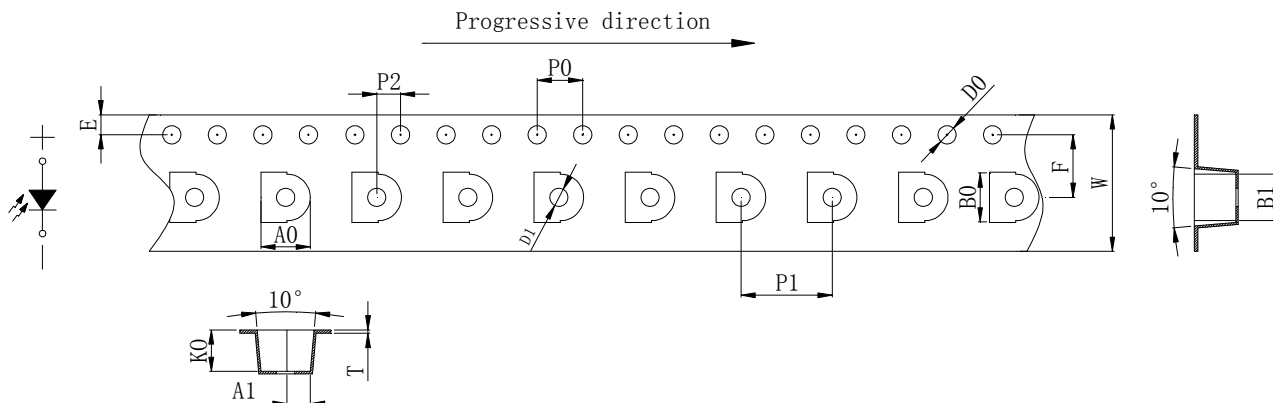 Progressive direction
P2
P0
D0
E
F
W
B0
10°
B1
A0
D1
P1
10°
K0
T
A1